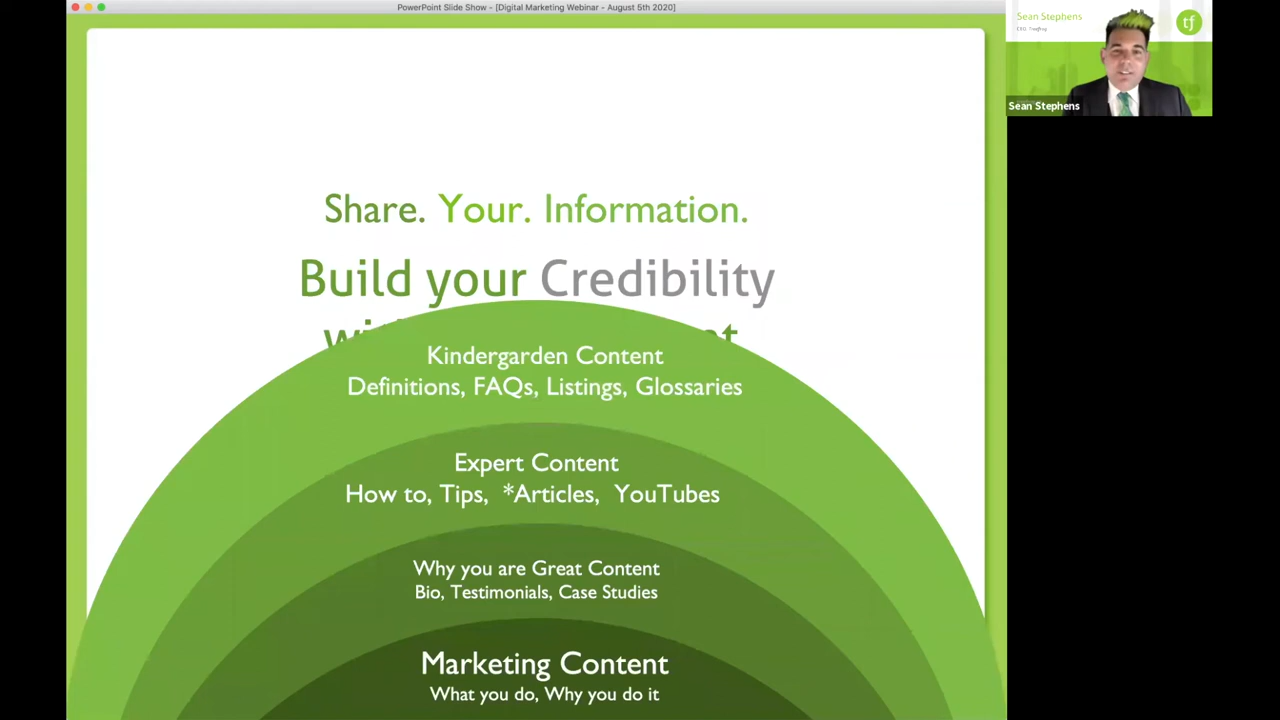 PowerPoint Slide Show - [Digital Marketing Webinar - August 5th 2020]
Sean Stephens
tf
Sean Stephens
Share. Your. Information.
Build your Credibility
Kindergarden Content
Definitions, FAQs, Listings, Glossaries
Expert Content
How to, Tips, *Articles, YouTubes
Why you are Great Content
Bio, Testimonials, Case Studies
Marketing Content
What you do, Why you do it